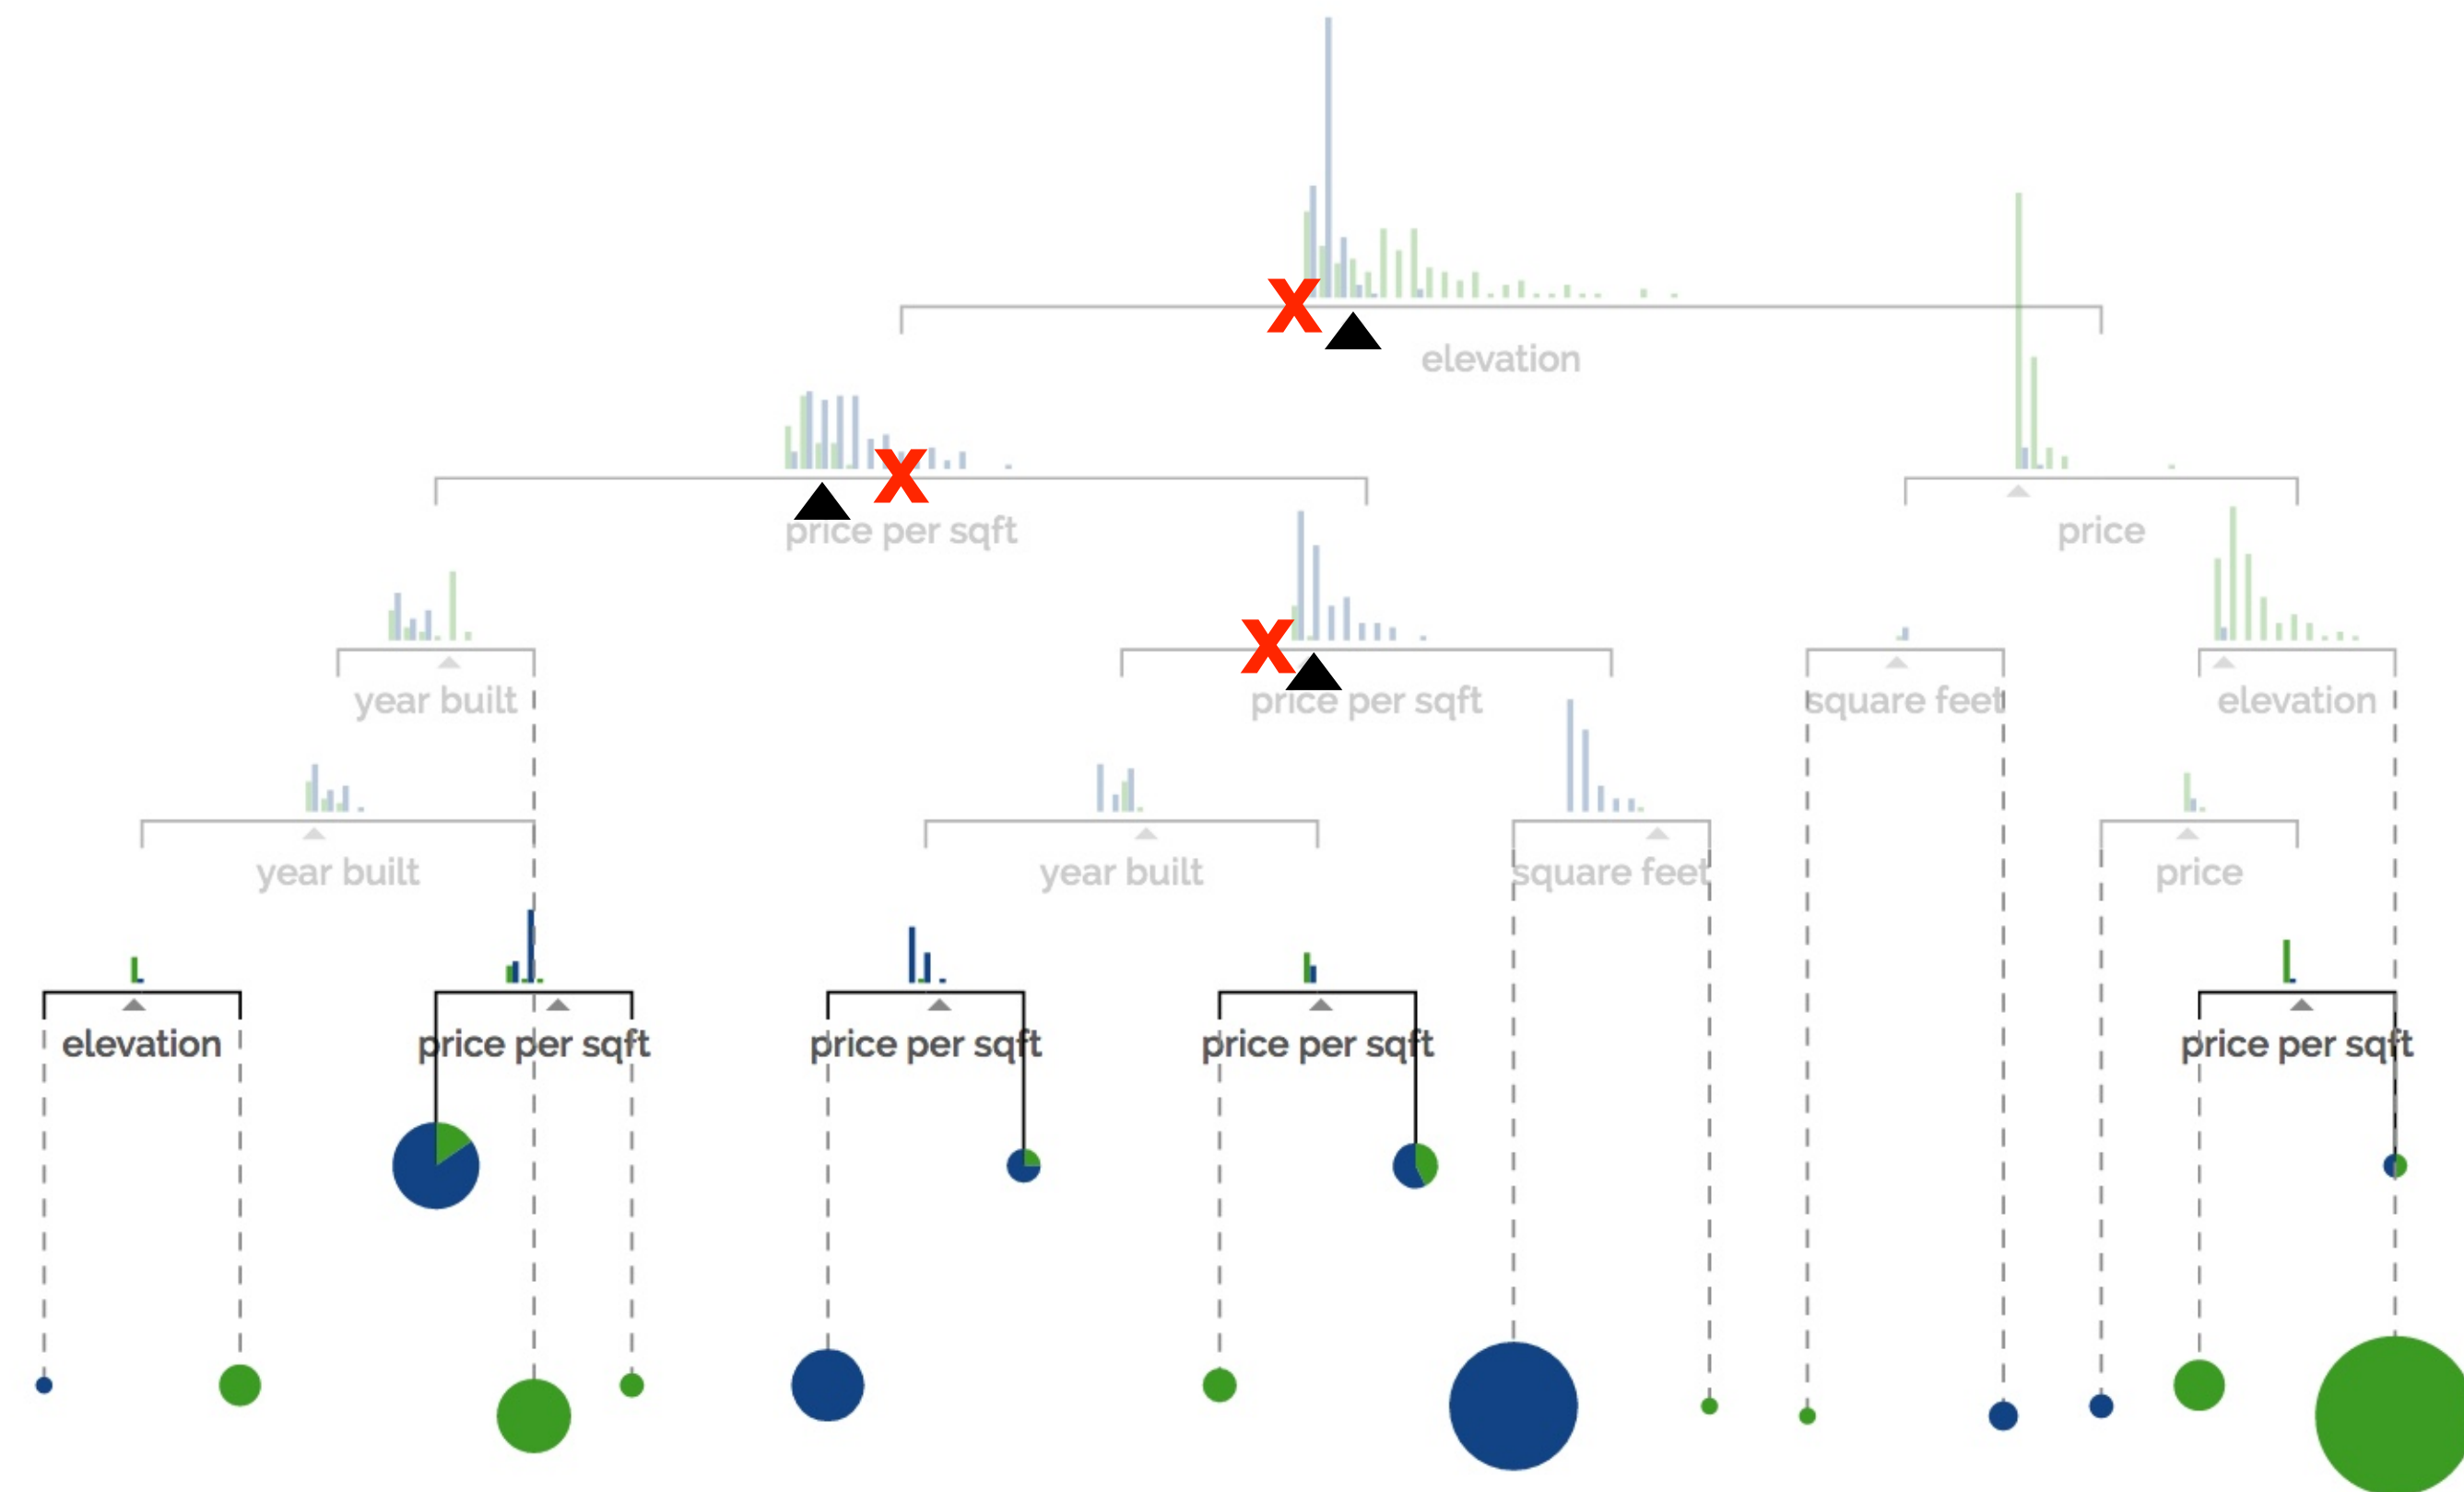 X
elevation
X
price per sqft
price
X
year built
price per sqft
square feet
elevation
year built
year built
square feet
price
elevation
price per sqft
price per sqft
price per sqft
price per sqft